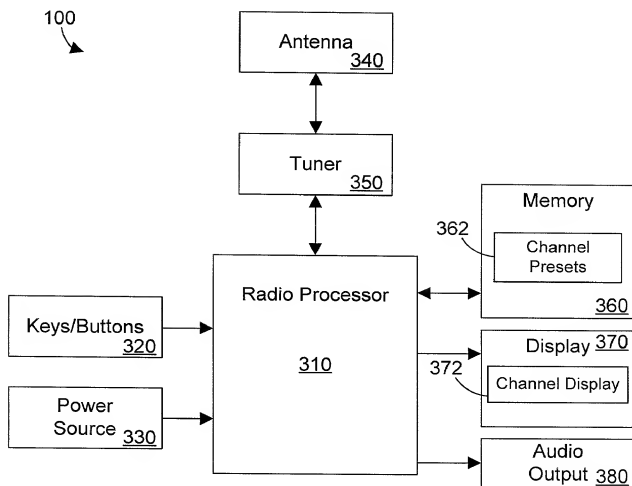 100
Antenna
340
Tuner
350
Memory
362
Channel
Presets
360
Radio Processor
310
Keys/Buttons
320
Power
Source
330
Display 370
372
Channel Display
Audio
Output 380